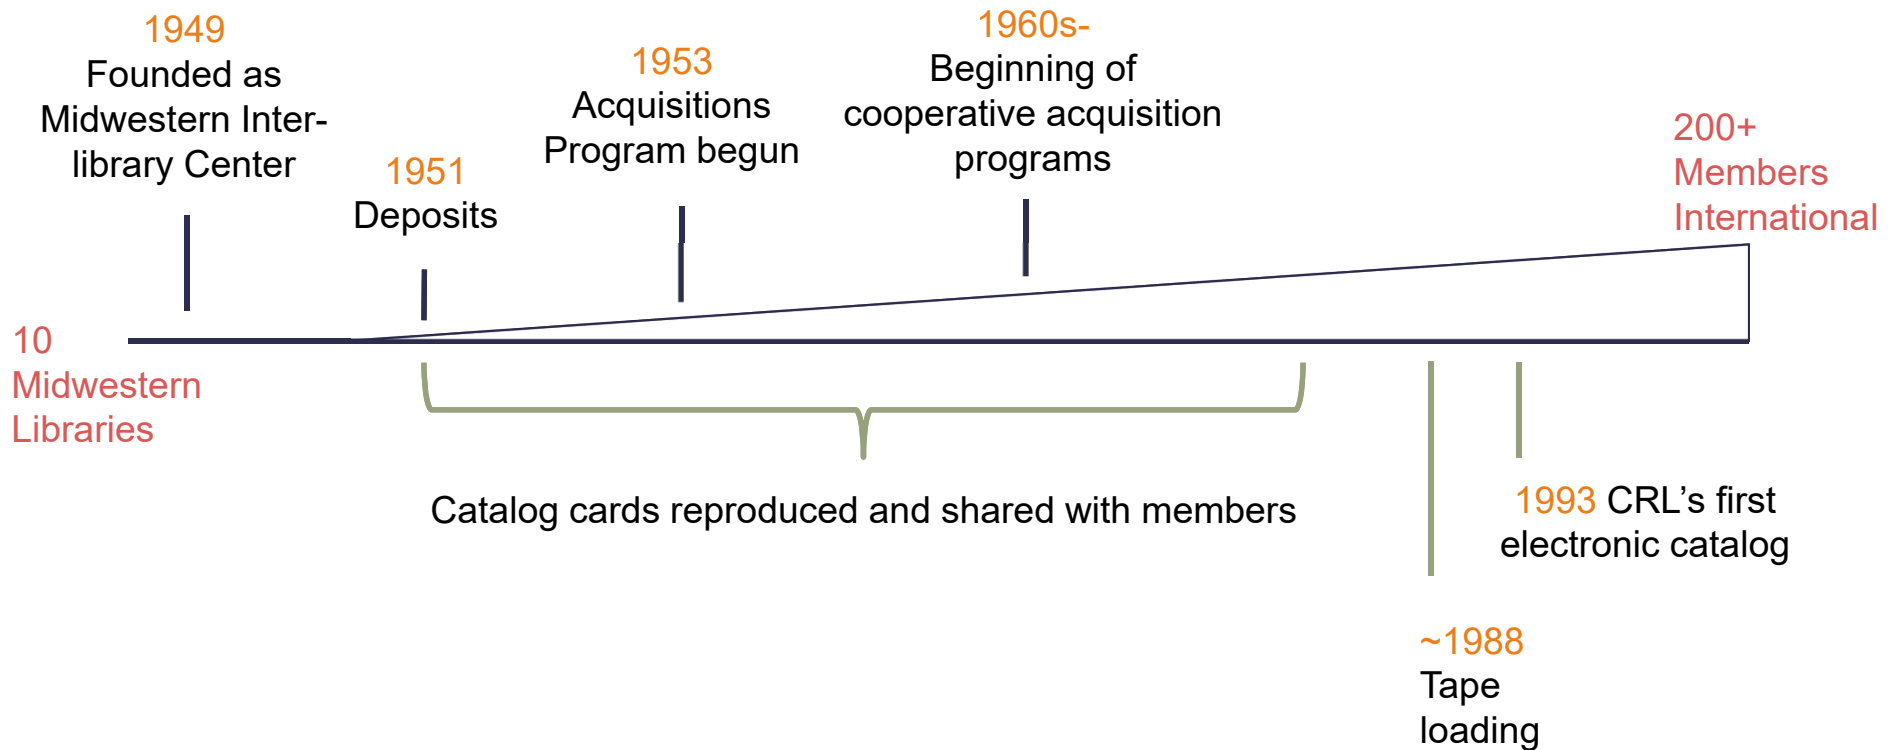 1949
Founded as
Midwestern Inter-
library Center
1951
Deposits
1953
Acquisitions
Program begun
1960s-
Beginning of
cooperative acquisition
programs
200+
Members
International
10
Midwestern
Libraries
Catalog cards reproduced and shared with members
1993 CRL’s first
electronic catalog
~1988
Tape
loading